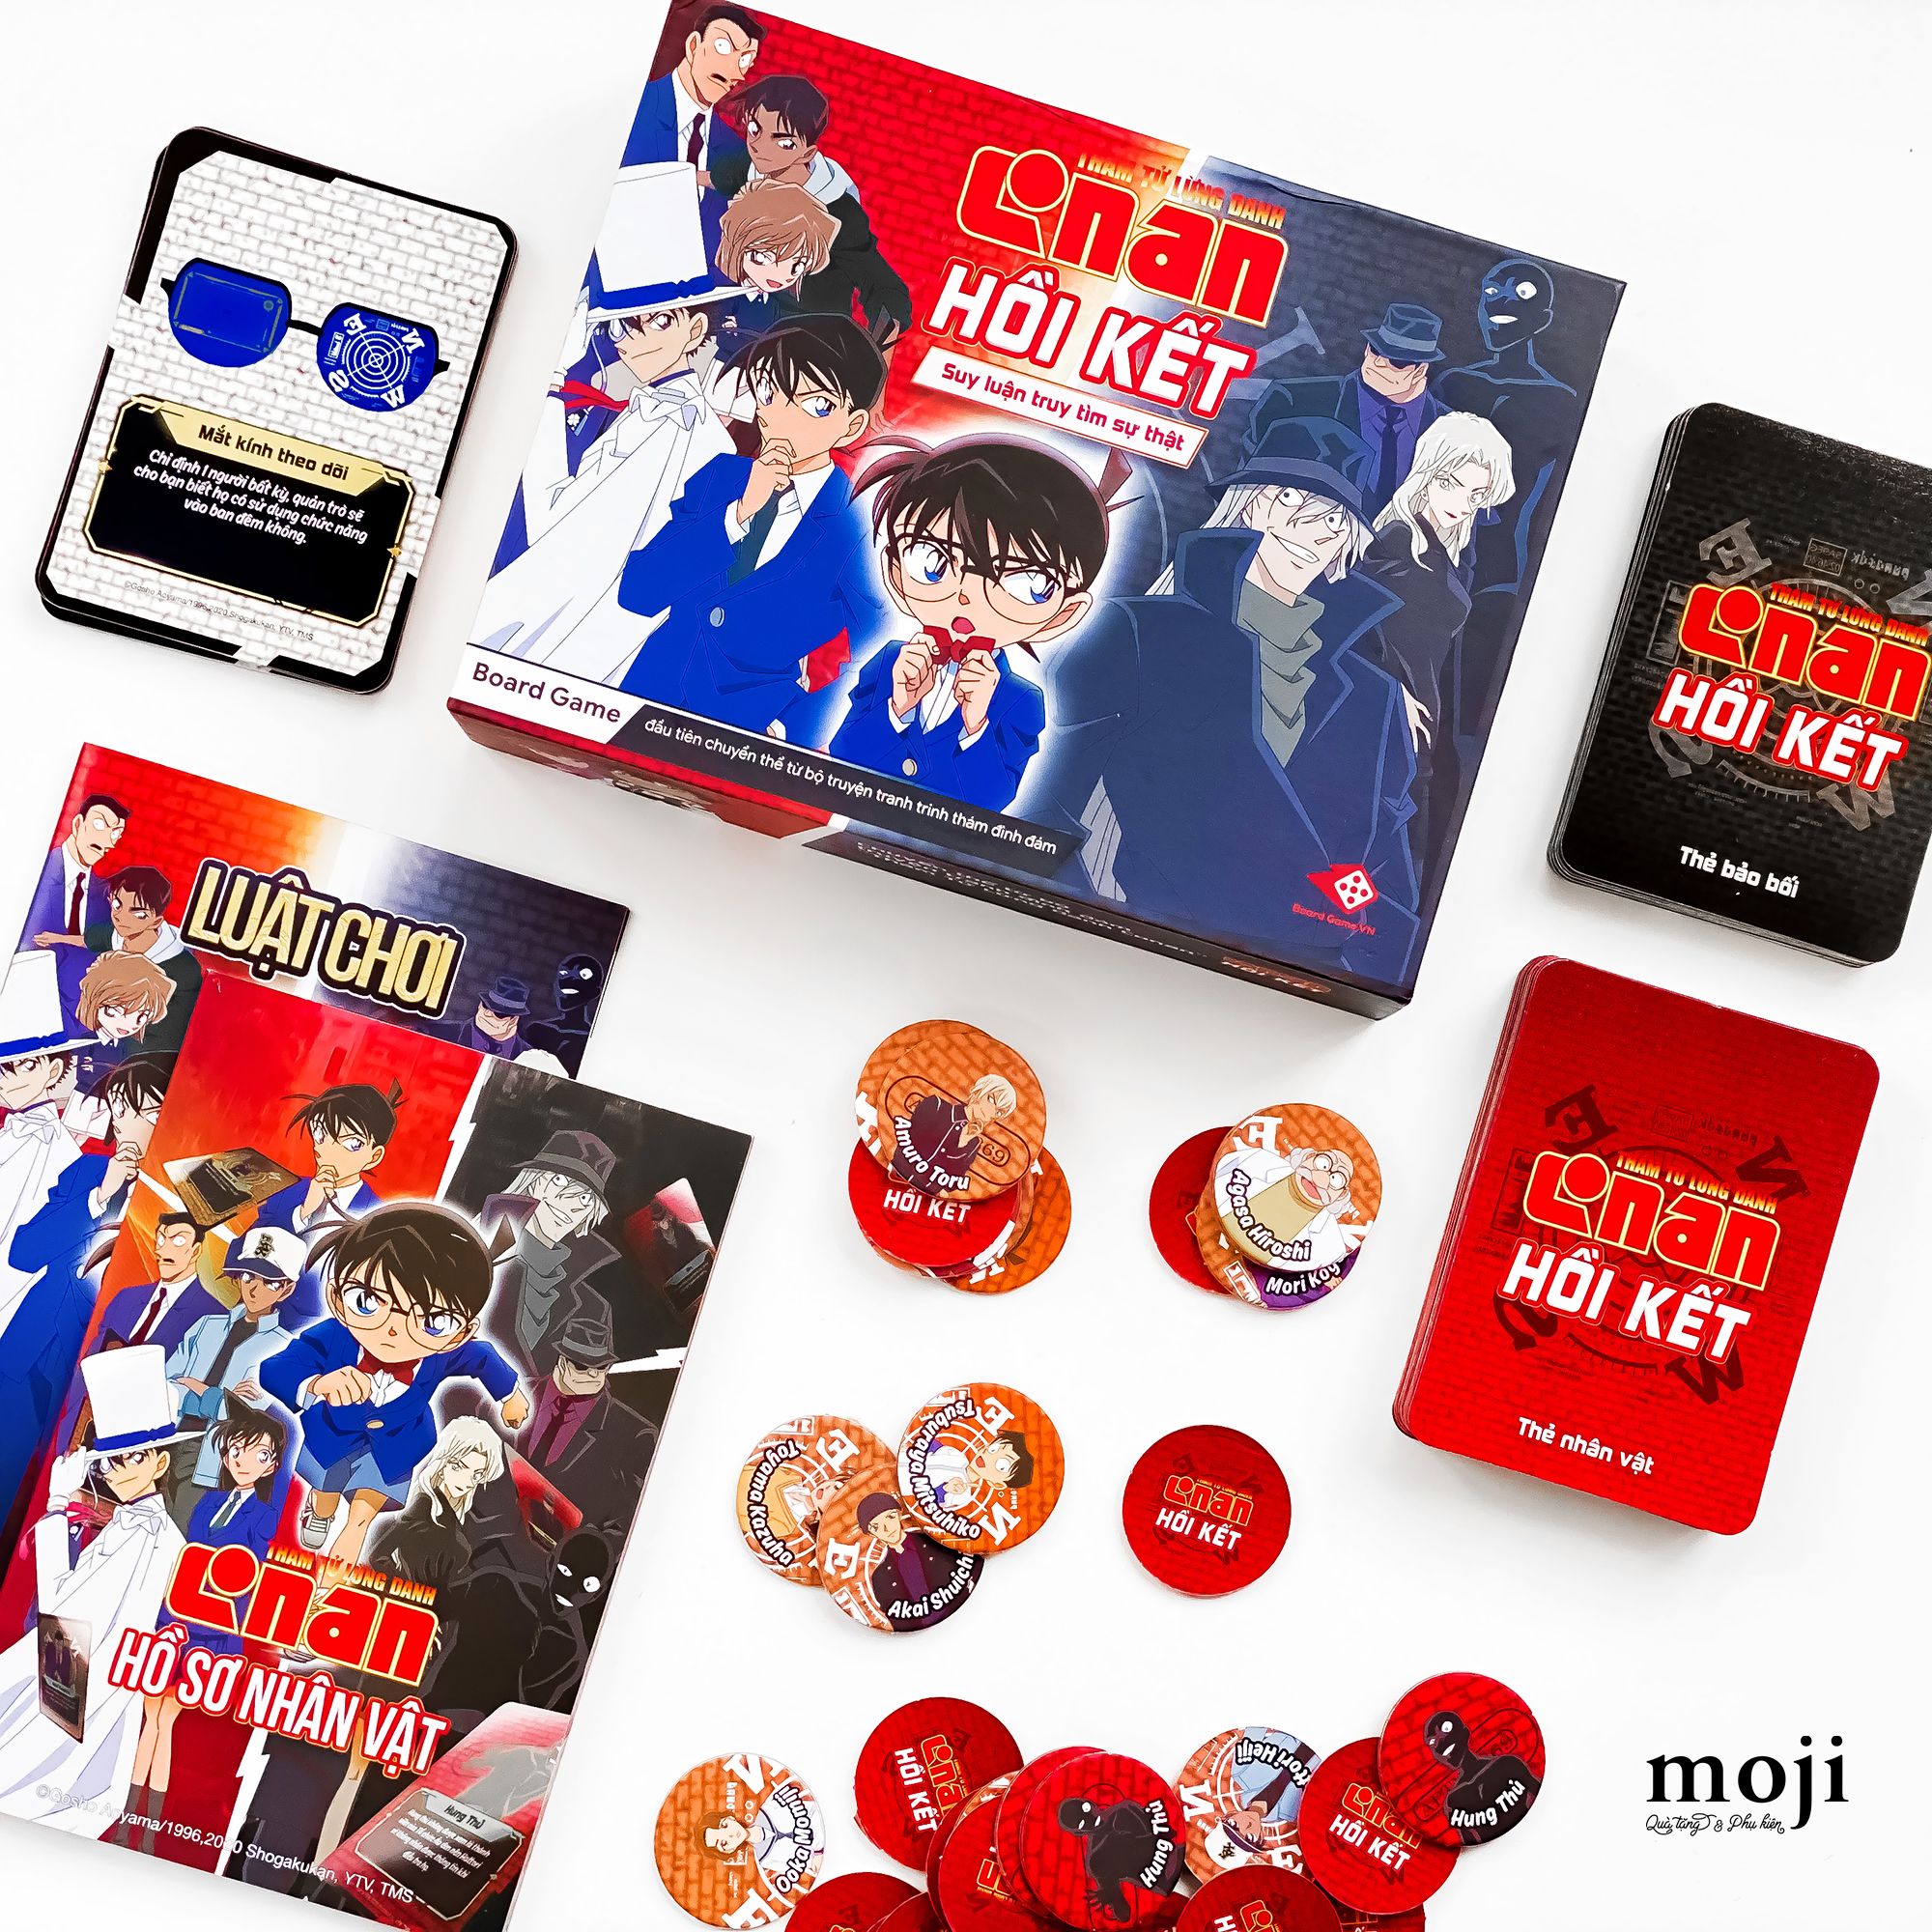 THÁM TỬ LỪNG DANH
Conan
HỒI KẾT
Suy luận truy tìm sự thật
Board Game
đầu tiên chuyển thể từ bộ truyện tranh trinh thám đình đám
Board Game VN
HỒI KẾT
Mắt kính theo dõi
Chỉ định 1 người bất kỳ, quản trò sẽ
cho bạn biết họ có sử dụng chức năng
vào ban đêm không.
©Gosho Aoyama/1996,2020 Shogakukan, YTV, TMS
THÁM TỬ LỪNG DANH
Conan
HỒI KẾT
Thẻ bảo bối
LUẬT CHƠI
THÁM TỬ LỪNG DANH
Conan
HỒ SƠ NHÂN VẬT
Hung Thủ
©Gosho Aoyama/1996,2020 Shogakukan, YTV, TMS
THÁM TỬ LỪNG DANH
Conan
HỒI KẾT
Thẻ nhân vật
Amuro Toru
HỒI KẾT
Agasa Hiroshi
Mori Kog
Toyama Kazuha
Tsuburaya Mitsuhiko
Akai Shuichi
Conan
HỒI KẾT
Ooka Momiji
Conan
HỒI KẾT
Hung Thủ
ttori Heiji
Conan
HỒI KẾT
Hung Thủ
moji
Quà tặng & Phụ kiện